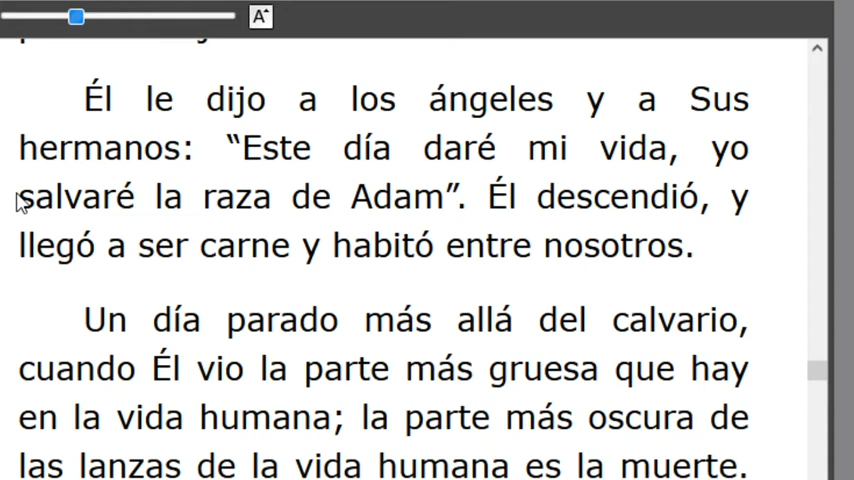 A
Él le dijo a los ángeles y a Sus
hermanos: “Este día daré mi vida, yo
salvaré la raza de Adam”. Él descendió, y
llegó a ser carne y habitó entre nosotros.
Un día parado más allá del calvario,
cuando Él vio la parte más gruesa que hay
en la vida humana; la parte más oscura de
las lanzas de la vida humana es la muerte.